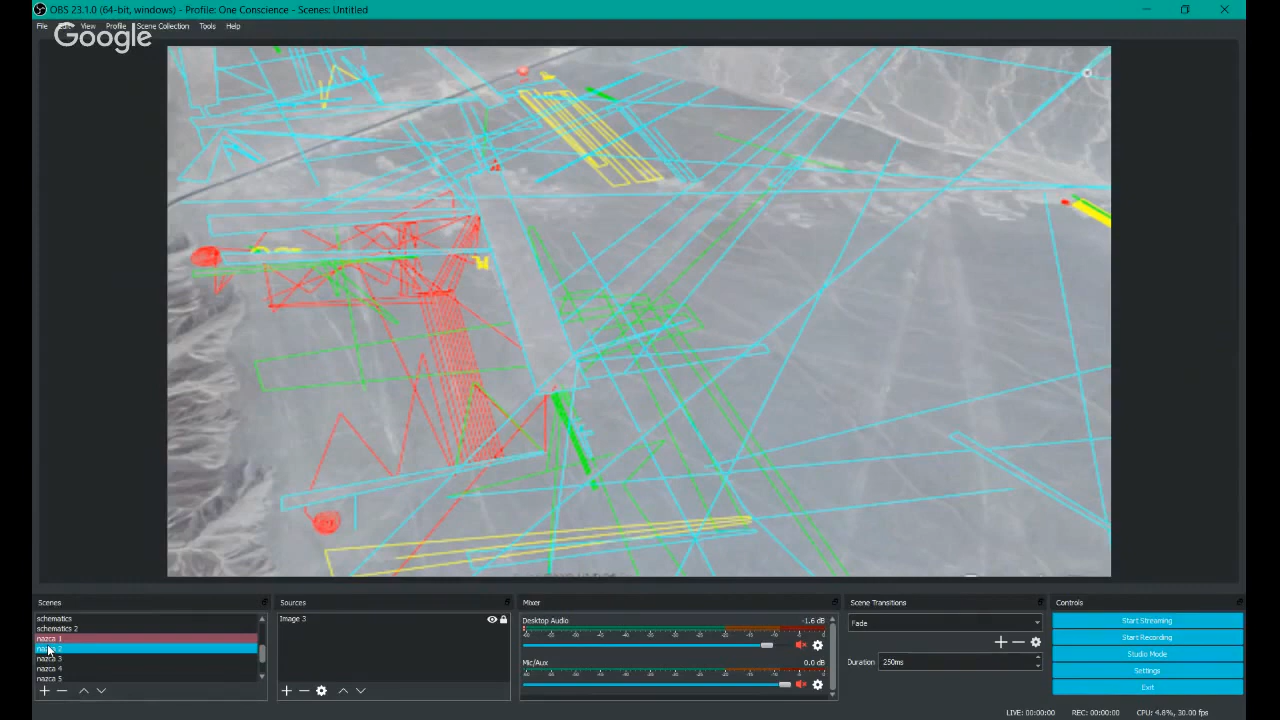 OBS 23.1.0 (64-bit, windows) - Profile: One Conscience - Scenes: Untitled
File Edit View Profile Scene Collection Tools Help
Google
Scenes
schematics
schematics 2
nazca 1
nazca 2
nazca 3
nazca 4
nazca 5
Sources
Image 3
Mixer
Desktop Audio -1.6 dB
Mic/Aux 0.0 dB
Scene Transitions
Fade
Duration 250ms
Controls
Start Streaming
Start Recording
Studio Mode
Settings
Exit
LIVE: 00:00:00 REC: 00:00:00 CPU: 4.8%, 30.00 fps